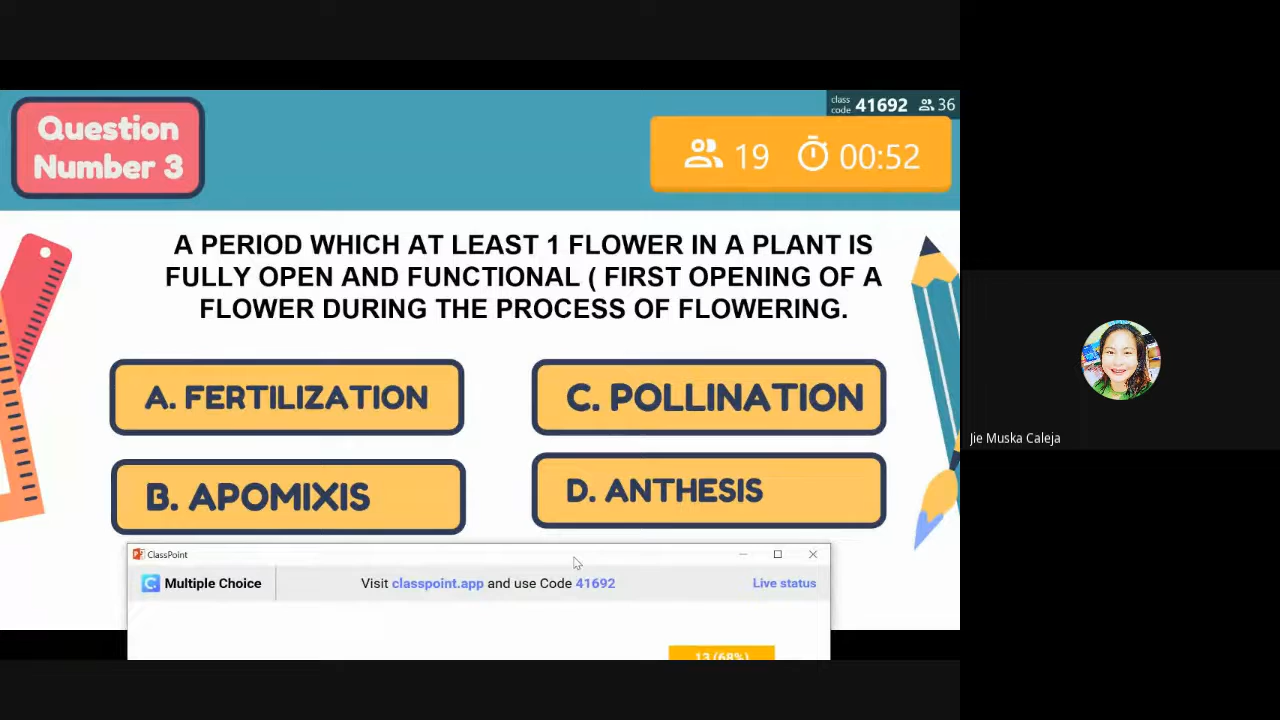 Question
Number 3
class
code 41692 36
19 00:52
A PERIOD WHICH AT LEAST 1 FLOWER IN A PLANT IS
FULLY OPEN AND FUNCTIONAL ( FIRST OPENING OF A
FLOWER DURING THE PROCESS OF FLOWERING.
A. FERTILIZATION
C. POLLINATION
B. APOMIXIS
D. ANTHESIS
Jie Muska Caleja
ClassPoint
Multiple Choice
Visit classpoint.app and use Code 41692
Live status
13 (68%)